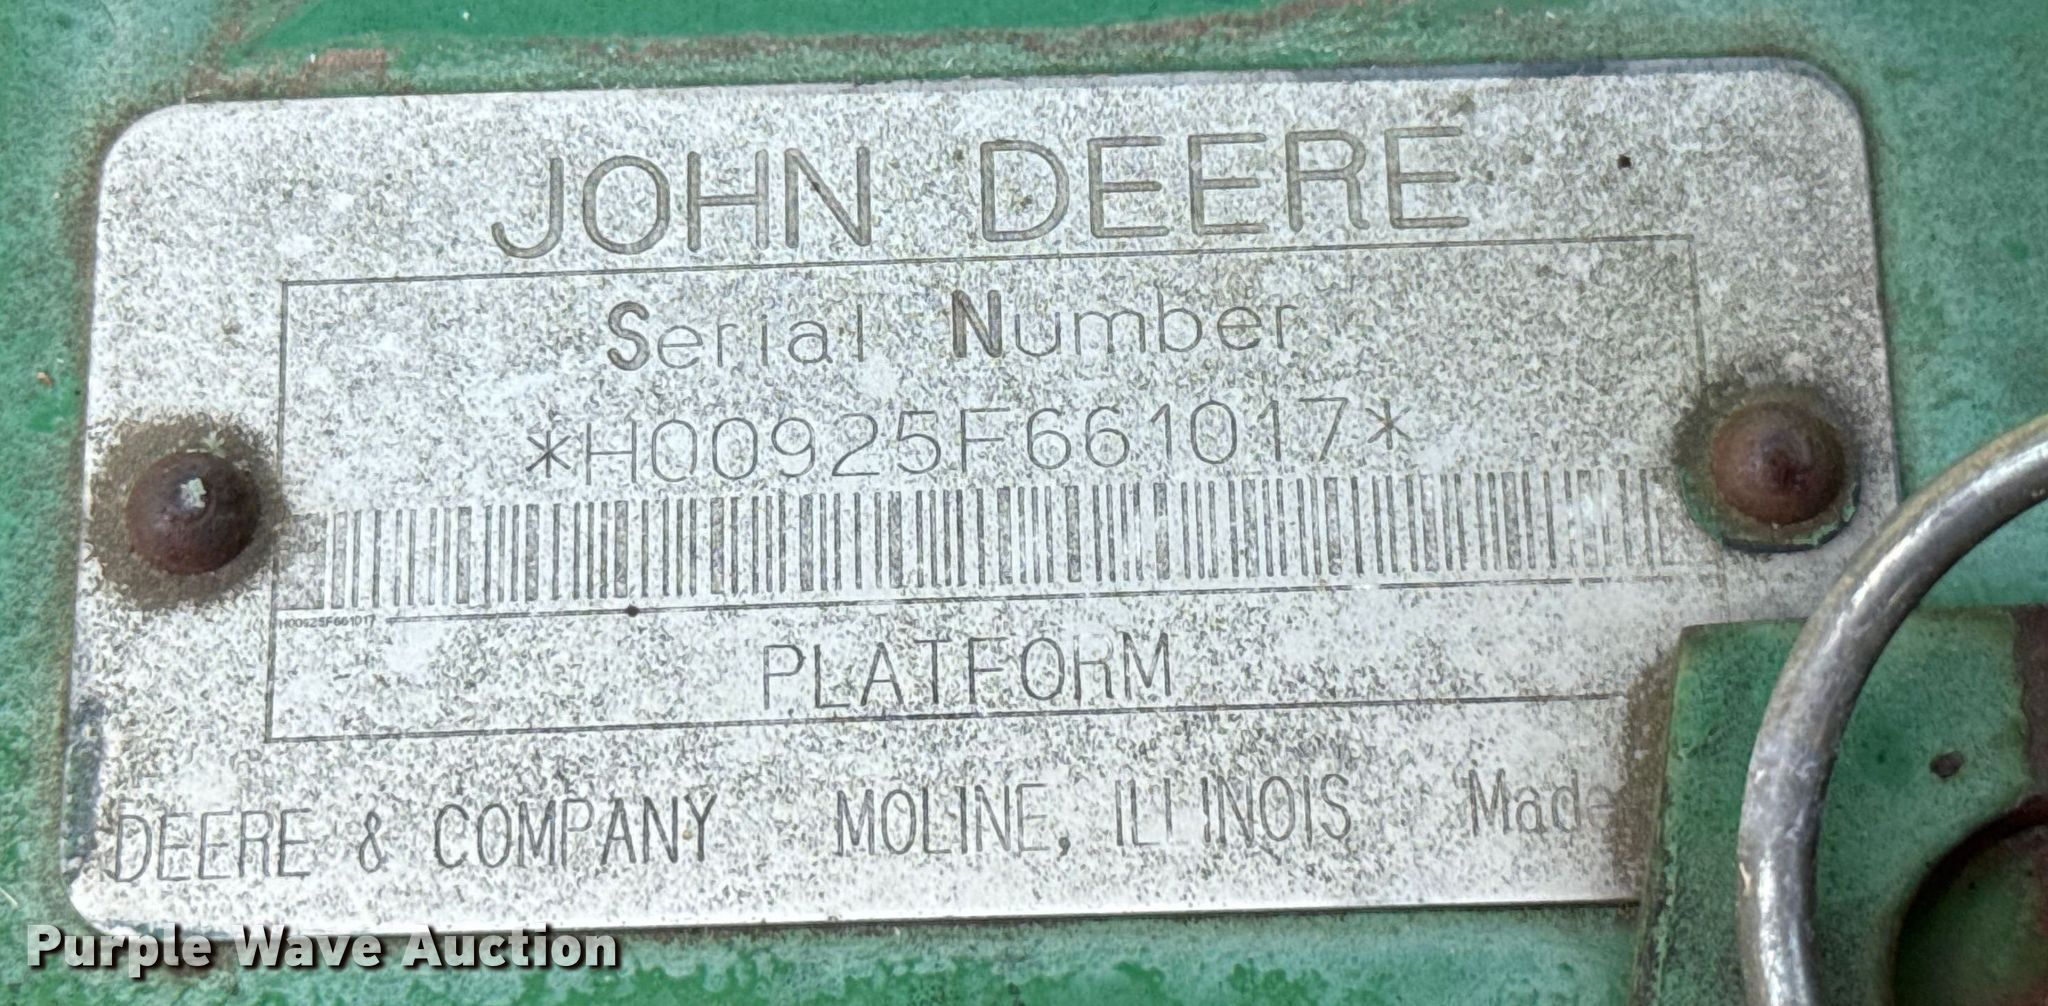 JOHN DEERE
Serial Number
*H00925F661017*
H00925F661017
PLATFORM
DEERE & COMPANY MOLINE, ILLINOIS Made
Purple Wave Auction